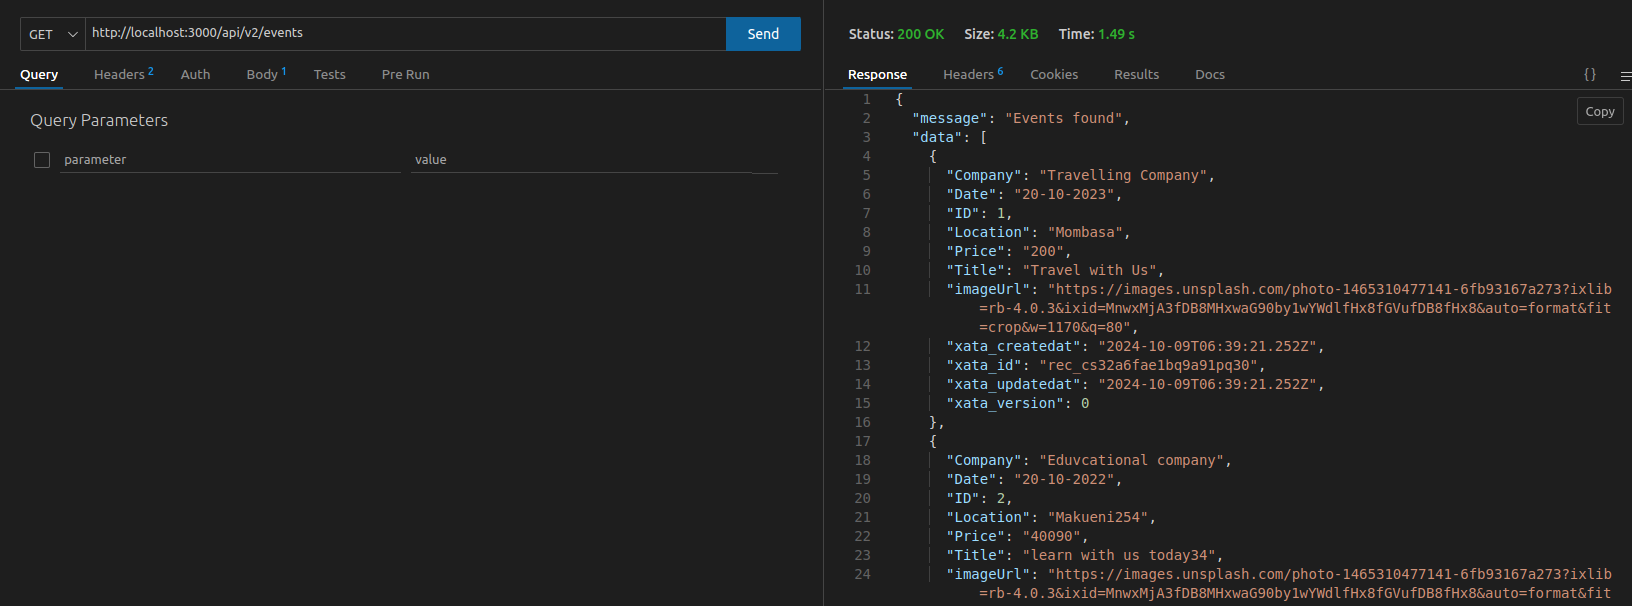 GET http://localhost:3000/api/v2/events Send
Query Headers 2 Auth Body 1 Tests Pre Run
Query Parameters
parameter value
Status: 200 OK Size: 4.2 KB Time: 1.49 s
Response Headers 6 Cookies Results Docs {}
Copy
1 {
2 "message": "Events found",
3 "data": [
4 {
5 "Company": "Travelling Company",
6 "Date": "20-10-2023",
7 "ID": 1,
8 "Location": "Mombasa",
9 "Price": "200",
10 "Title": "Travel with Us",
11 "imageUrl": "https://images.unsplash.com/photo-1465310477141-6fb93167a273?ixlib
=rb-4.0.3&ixid=MnwxMjA3fDB8MHxwaG90by1wYWdlfHx8fGVufDB8fHx8&auto=format&fit
=crop&w=1170&q=80",
12 "xata_createdat": "2024-10-09T06:39:21.252Z",
13 "xata_id": "rec_cs32a6fae1bq9a91pq30",
14 "xata_updatedat": "2024-10-09T06:39:21.252Z",
15 "xata_version": 0
16 },
17 {
18 "Company": "Eduvcational company",
19 "Date": "20-10-2022",
20 "ID": 2,
21 "Location": "Makueni254",
22 "Price": "40090",
23 "Title": "learn with us today34",
24 "imageUrl": "https://images.unsplash.com/photo-1465310477141-6fb93167a273?ixlib
=rb-4.0.3&ixid=MnwxMjA3fDB8MHxwaG90by1wYWdlfHx8fGVufDB8fHx8&auto=format&fit